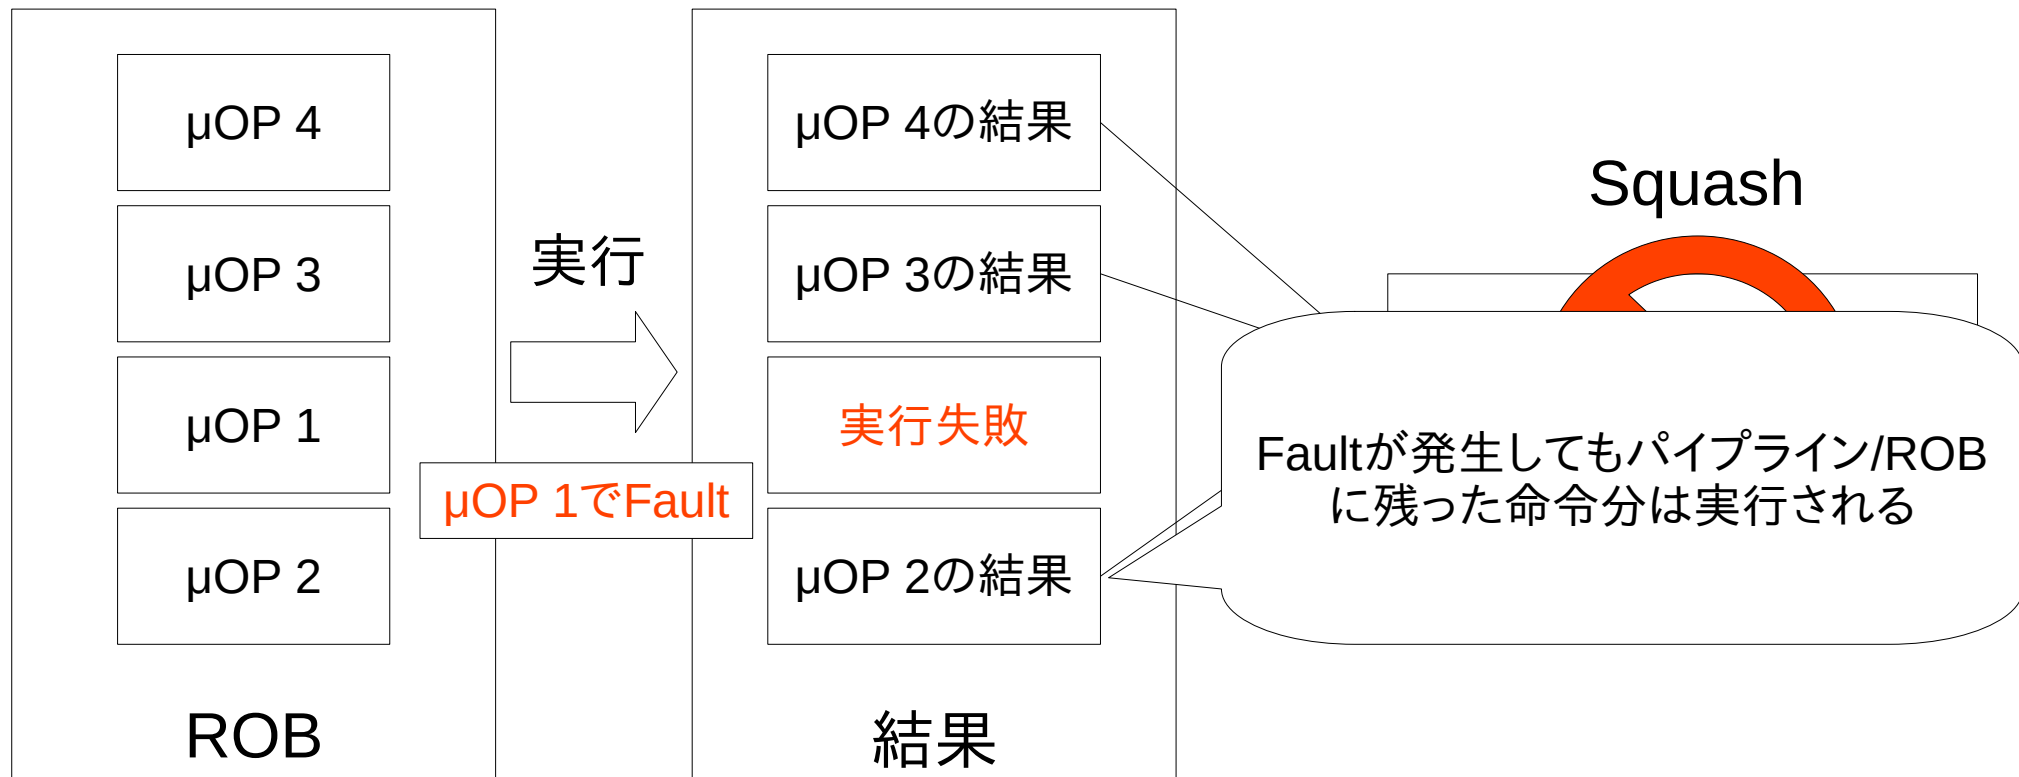 μOP 4
μOP 3
μOP 1
μOP 2
ROB
実行
μOP 1でFault
μOP 4の結果
μOP 3の結果
実行失敗
μOP 2の結果
結果
Squash
Faultが発生してもパイプライン/ROB
に残った命令分は実行される